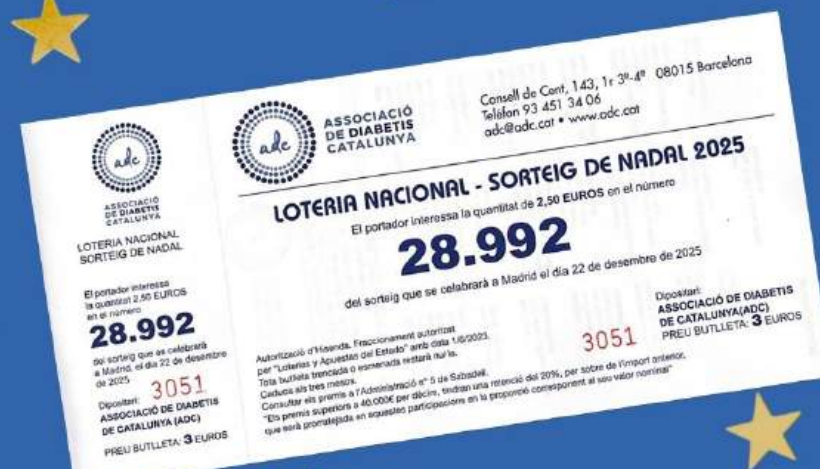 adc
ASSOCIACIÓ
DE DIABETIS
CATALUNYA
LOTERIA NACIONAL
SORTEIG DE NADAL
El portador interessa
la quantitat 2,50 EUROS
en el número
28.992
del sorteig que es celebrarà
a Madrid, el dia 22 de desembre
de 2025
3051
Dipositari:
ASSOCIACIÓ DE DIABETIS
DE CATALUNYA (ADC)
PREU BUTLLETA: 3 EUROS
adc
ASSOCIACIÓ
DE DIABETIS
CATALUNYA
Consell de Cent, 143, 1r 3ª-4ª 08015 Barcelona
Telèfon 93 451 34 06
adc@adc.cat • www.adc.cat
LOTERIA NACIONAL - SORTEIG DE NADAL 2025
El portador interessa la quantitat de 2,50 EUROS en el número
28.992
del sorteig que se celebrarà a Madrid el dia 22 de desembre de 2025
Autorització d'Hisenda. Fraccionament autoritzat
per "Loterias y Apuestas del Estado" amb data 1/6/2023.
Tota butlleta trencada o esmenada restarà nul·la.
Caduca als tres mesos.
Consultar els premis a l'Administració nº 5 de Sabadell.
"Els premis superiors a 40.000€ per dècim, tindran una retenció del 20%, per sobre de l'import anterior,
que serà prorratejada en aquestes participacions en la proporció corresponent al seu valor nominal"
3051
Dipositari:
ASSOCIACIÓ DE DIABETIS
DE CATALUNYA(ADC)
PREU BUTLLETA: 3 EUROS